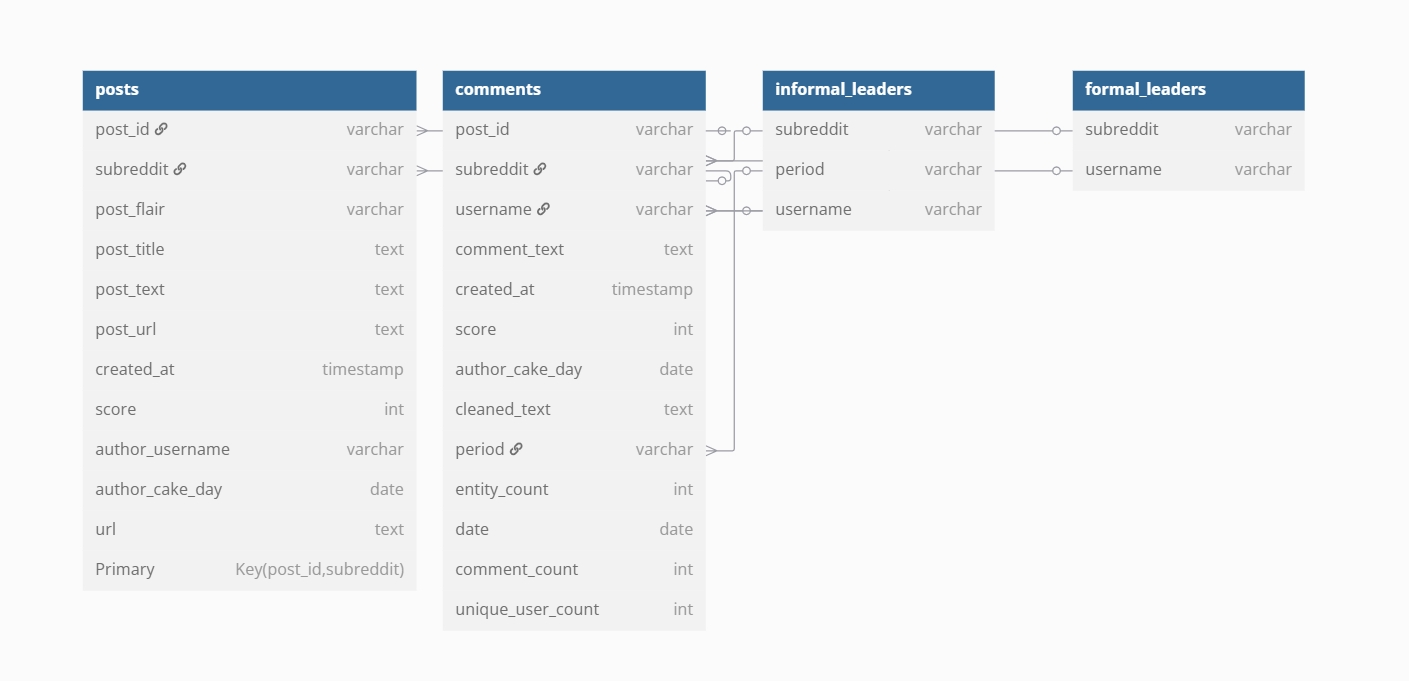 posts
post_id varchar
subreddit varchar
post_flair varchar
post_title text
post_text text
post_url text
created_at timestamp
score int
author_username varchar
author_cake_day date
url text
Primary Key(post_id,subreddit)
comments
post_id varchar
subreddit varchar
username varchar
comment_text text
created_at timestamp
score int
author_cake_day date
cleaned_text text
period varchar
entity_count int
date date
comment_count int
unique_user_count int
informal_leaders
subreddit varchar
period varchar
username varchar
formal_leaders
subreddit varchar
username varchar